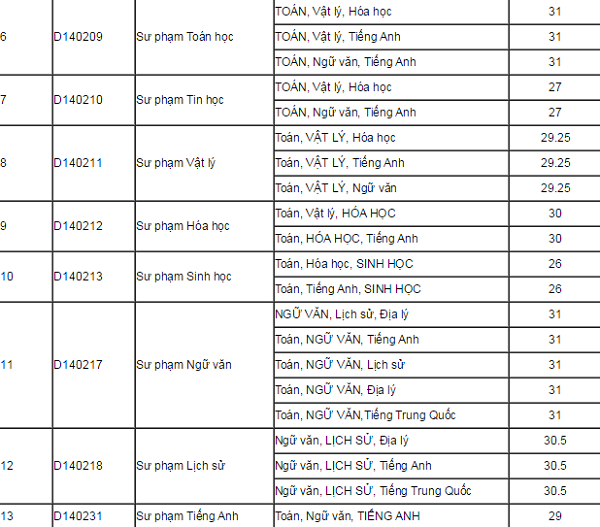 TOÁN, Vật lý, Hóa học 31
6 D140209 Sư phạm Toán học TOÁN, Vật lý, Tiếng Anh 31
TOÁN, Ngữ văn, Tiếng Anh 31
7 D140210 Sư phạm Tin học TOÁN, Vật lý, Hóa học 27
TOÁN, Ngữ văn, Tiếng Anh 27
Toán, VẬT LÝ, Hóa học 29.25
8 D140211 Sư phạm Vật lý Toán, VẬT LÝ, Tiếng Anh 29.25
Toán, VẬT LÝ, Ngữ văn 29.25
9 D140212 Sư phạm Hóa học Toán, Vật lý, HÓA HỌC 30
Toán, HÓA HỌC, Tiếng Anh 30
10 D140213 Sư phạm Sinh học Toán, Hóa học, SINH HỌC 26
Toán, Tiếng Anh, SINH HỌC 26
NGỮ VĂN, Lịch sử, Địa lý 31
Toán, NGỮ VĂN, Tiếng Anh 31
11 D140217 Sư phạm Ngữ văn Toán, NGỮ VĂN, Lịch sử 31
Toán, NGỮ VĂN, Địa lý 31
Toán, NGỮ VĂN,Tiếng Trung Quốc 31
Ngữ văn, LỊCH SỬ, Địa lý 30.5
12 D140218 Sư phạm Lịch sử Ngữ văn, LỊCH SỬ, Tiếng Anh 30.5
Ngữ văn, LỊCH SỬ, Tiếng Trung Quốc 30.5
13 D140231 Sư phạm Tiếng Anh Toán, Ngữ văn, TIẾNG ANH 29